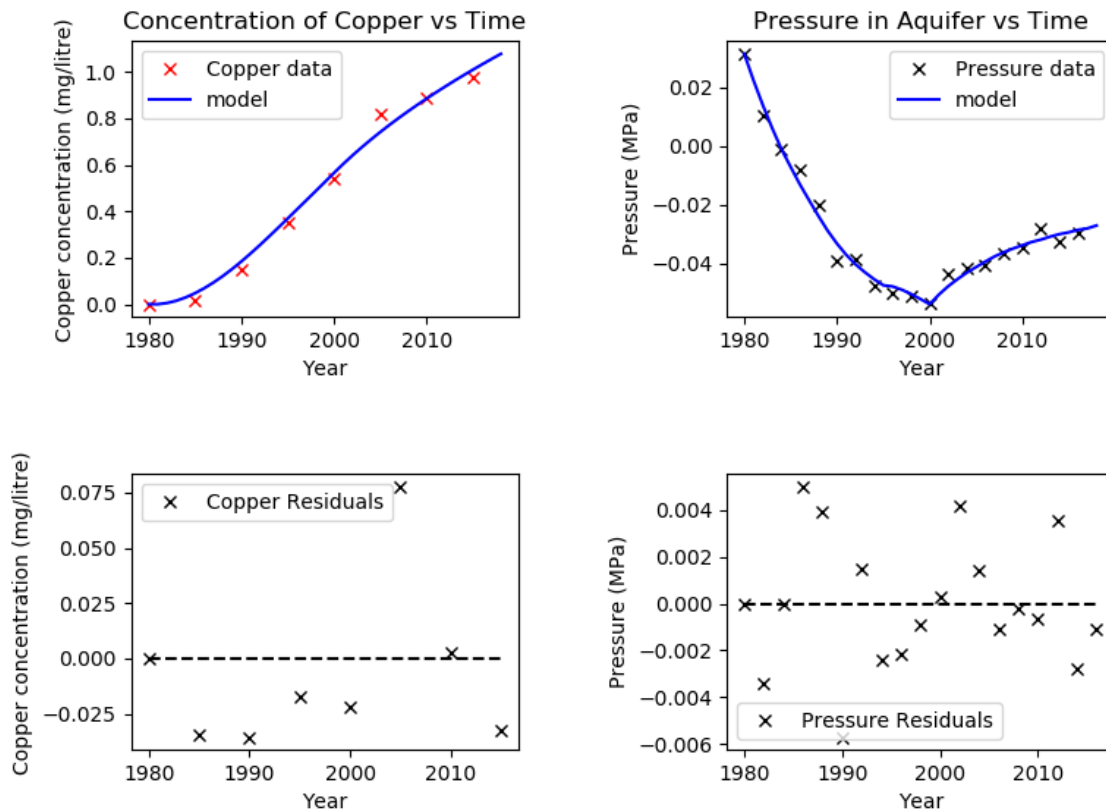 Concentration of Copper vs Time
Copper concentration (mg/litre)
1.0
0.8
0.6
0.4
0.2
0.0
Copper data
model
1980 1990 2000 2010
Year
Pressure in Aquifer vs Time
Pressure (MPa)
0.02
0.00
−0.02
−0.04
Pressure data
model
1980 1990 2000 2010
Year
Copper concentration (mg/litre)
0.075
0.050
0.025
0.000
−0.025
Copper Residuals
1980 1990 2000 2010
Year
Pressure (MPa)
0.004
0.002
0.000
−0.002
−0.004
−0.006
Pressure Residuals
1980 1990 2000 2010
Year